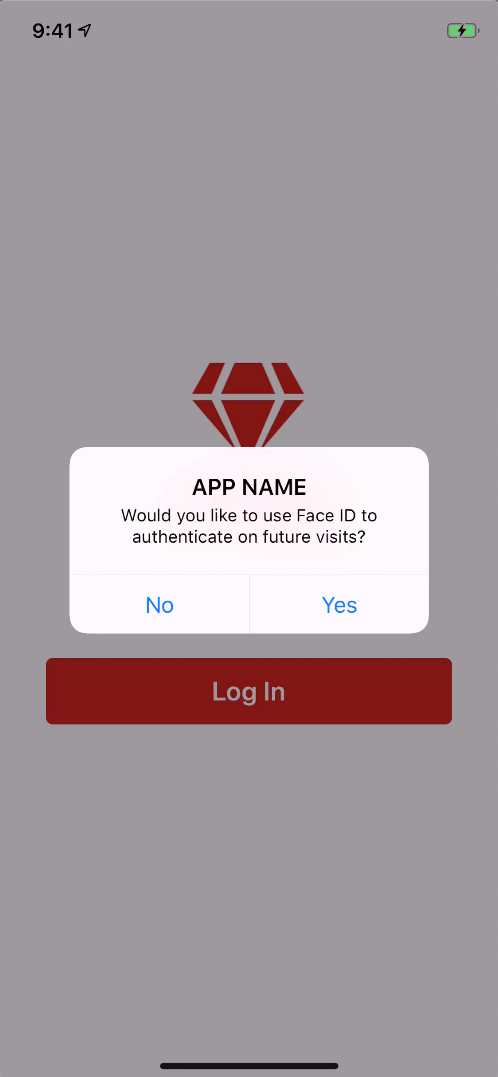 9:41
APP NAME
Would you like to use Face ID to
authenticate on future visits?
No
Yes
Log In